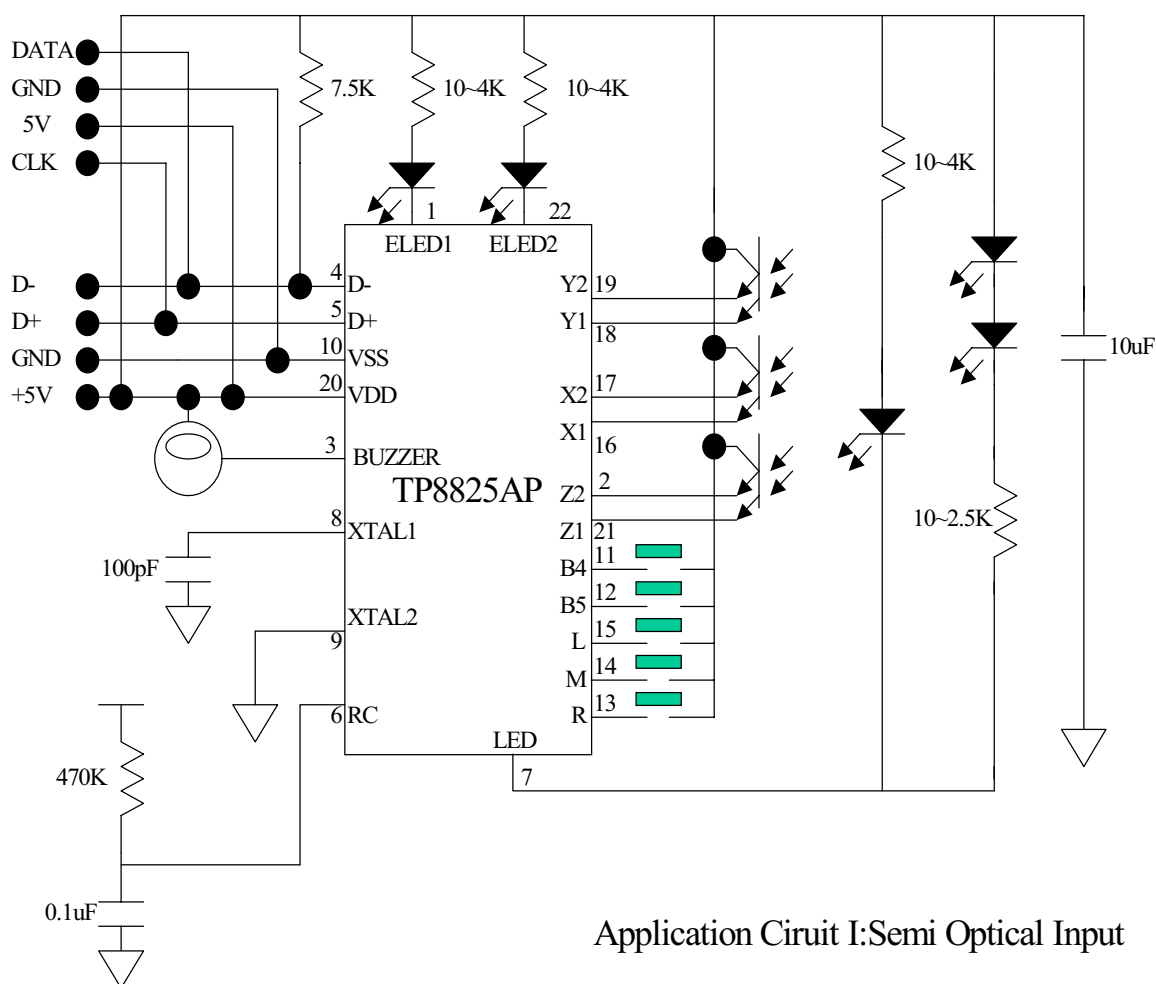 DATA
GND
5V
CLK
7.5K
10~4K
10~4K
10~4K
1
22
ELED1
ELED2
D-
4
D-
D+
5
D+
GND
10
VSS
+5V
20
VDD
3
BUZZER
TP8825AP
8
XTAL1
100pF
XTAL2
9
6
RC
470K
0.1uF
LED
7
Y2
19
Y1
18
17
X2
X1
16
2
Z2
Z1
21
11
B4
12
B5
15
L
14
M
13
R
10~2.5K
10uF
Application Ciruit I:Semi Optical Input